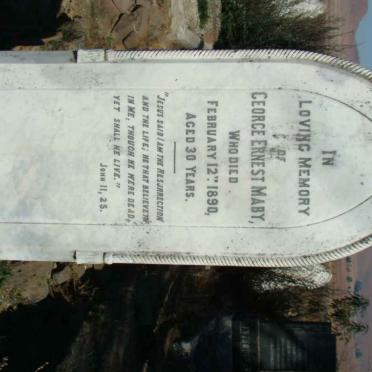 IN
LOVING MEMORY
OF
GEORGE ERNEST MABY,
WHO DIED
FEBRUARY 12TH 1890,
AGED 30 YEARS.
"JESUS SAID I AM THE RESURRECTION
AND THE LIFE; HE THAT BELIEVETH
IN ME, THOUGH HE WERE DEAD,
YET SHALL HE LIVE."
JOHN 11, 25.